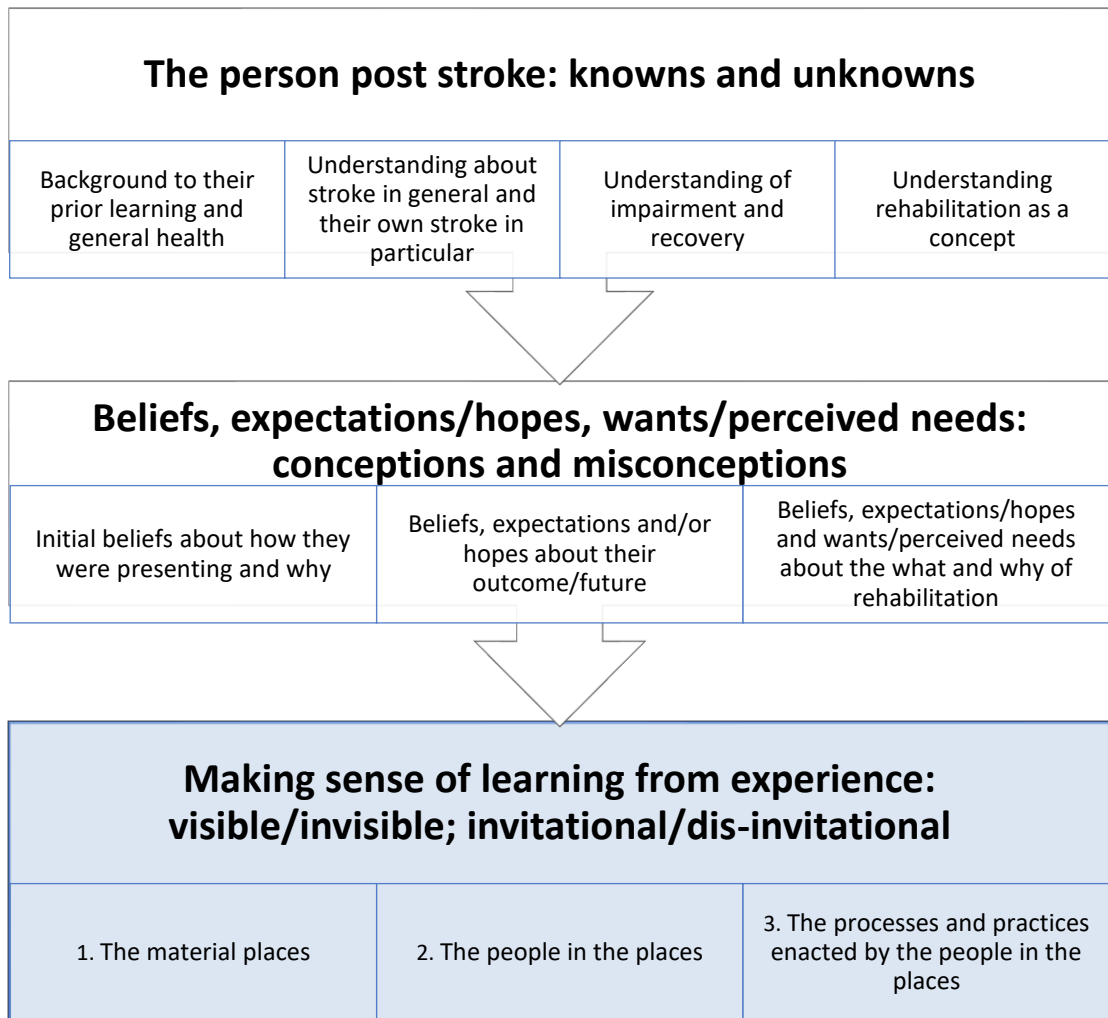 The person post stroke: knowns and unknowns
Background to their
prior learning and
general health
Understanding about
stroke in general and
their own stroke in
particular
Understanding of
impairment and
recovery
Understanding
rehabilitation as a
concept
Beliefs, expectations/hopes, wants/perceived needs:
conceptions and misconceptions
Initial beliefs about how they
were presenting and why
Beliefs, expectations and/or
hopes about their
outcome/future
Beliefs, expectations/hopes
and wants/perceived needs
about the what and why of
rehabilitation
Making sense of learning from experience:
visible/invisible; invitational/dis-invitational
1. The material places
2. The people in the places
3. The processes and practices
enacted by the people in the
places